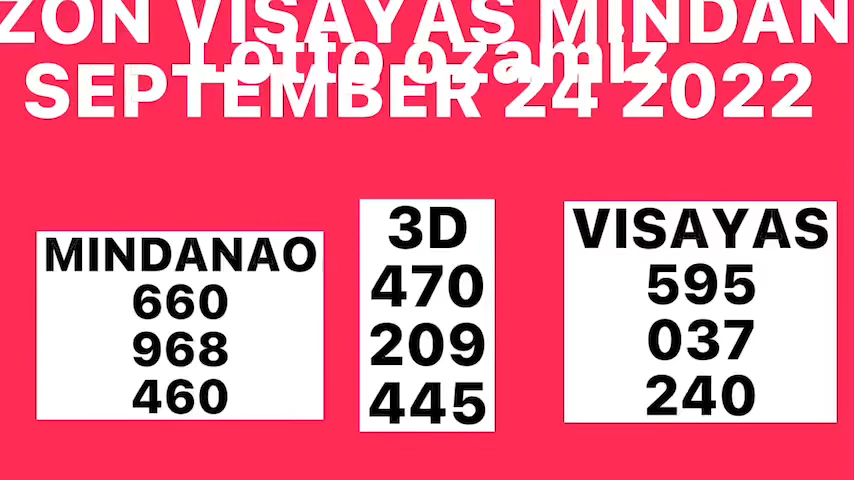 ZON VISAYAS MINDAN
Lotto ozamiz
SEPTEMBER 24 2022
MINDANAO
660
968
460
3D
470
209
445
VISAYAS
595
037
240